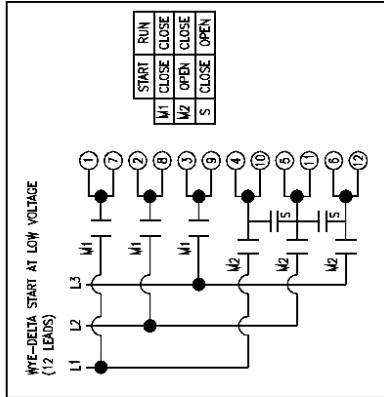 WYE-DELTA START AT LOW VOLTAGE
(12 LEADS)
L1
L2
L3
M1
M1
M1
M2
M2
M2
S
S
1
7
2
8
3
9
4
10
5
11
6
12
START RUN
M1 CLOSE CLOSE
M2 OPEN CLOSE
S CLOSE OPEN